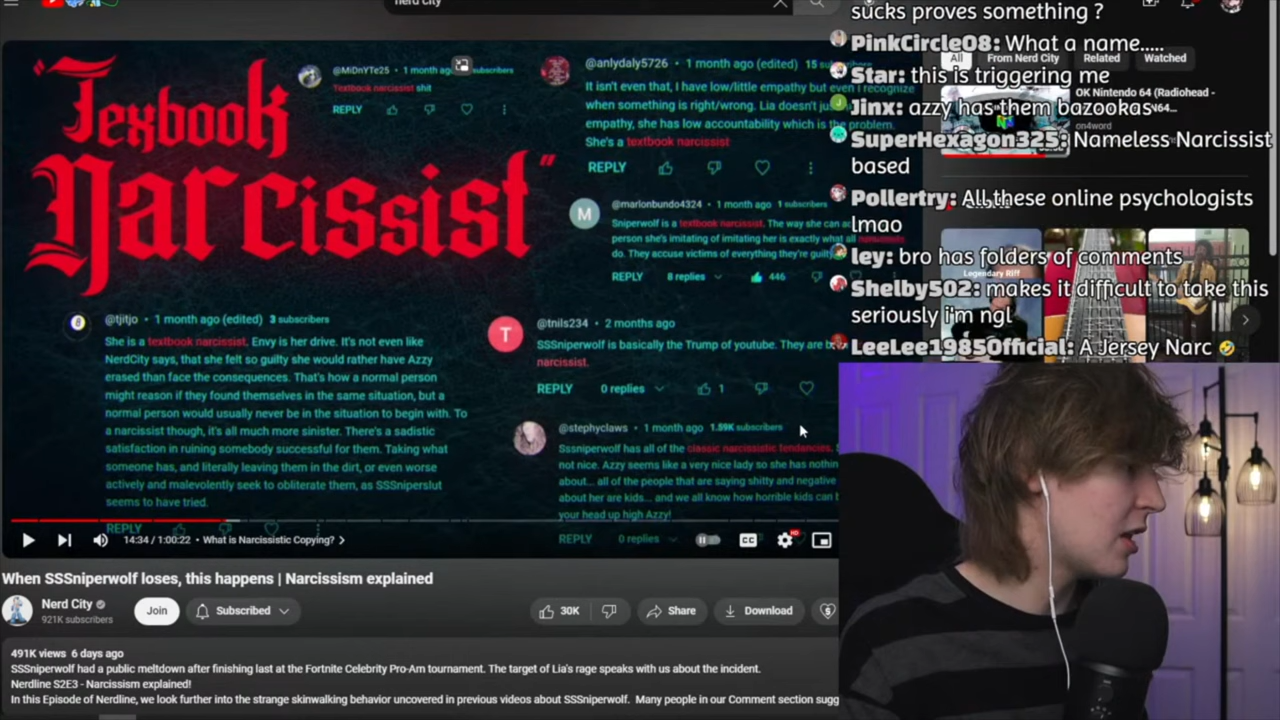 nerd city
"Texbook
Narcissist"
@MiDnYTe25 1 month ago subscribers
Textbook narcissist shit
REPLY
@anlydaly5726 • 1 month ago (edited) 15
It isn't even that, I have low/little empathy but even I recognize
when something is right/wrong. Lia doesn't
empathy, she has low accountability which is the problem.
She's a textbook narcissist
REPLY
@marlonbundo4324 • 1 month ago 1 subscribers
Sniperwolf is a textbook narcissist. The way she can
person she's imitating of imitating her is exactly what all
do. They accuse victims of everything they're guilty
REPLY 8 replies 446
@tjitjo • 1 month ago (edited) 3 subscribers
She is a textbook narcissist. Envy is her drive. It's not even like
NerdCity says, that she felt so guilty she would rather have Azzy
erased than face the consequences. That's how a normal person
might reason if they found themselves in the same situation, but a
normal person would usually never be in the situation to begin with. To
a narcissist though, it's all much more sinister. There's a sadistic
satisfaction in ruining somebody successful for them. Taking what
someone has, and literally leaving them in the dirt, or even worse
actively and malevolently seek to obliterate them, as SSSniperslut
seems to have tried.
REPLY
T @tnils234 • 2 months ago
SSSniperwolf is basically the Trump of youtube. They are
narcissist.
REPLY 0 replies 1
@stephyclaws • 1 month ago 1.59K subscribers
Sssniperwolf has all of the classic narcissistic tendencies.
not nice. Azzy seems like a very nice lady so she has nothin
about... all of the people that are saying shitty and negative
about her are kids... and we all know how horrible kids can
your head up high Azzy!
REPLY 0 replies
14:34 / 1:00:22 • What is Narcissistic Copying? >
CC HD
When SSSniperwolf loses, this happens | Narcissism explained
Nerd City
921K subscribers
Join
Subscribed
30K
Share
Download
491K views 6 days ago
SSSniperwolf had a public meltdown after finishing last at the Fortnite Celebrity Pro-Am tournament. The target of Lia's rage speaks with us about the incident.
Nerdline S2E3 - Narcissism explained!
In this Episode of Nerdline, we look further into the strange skinwalking behavior uncovered in previous videos about SSSniperwolf. Many people in our Comment section sugg
sucks proves something ?
PinkCircle08: What a name.....
Star: this is triggering me
Jinx: azzy has them bazookas
SuperHexagon325: Nameless Narcissist
based
Pollertry: All these online psychologists
lmao
ley: bro has folders of comments
Shelby502: makes it difficult to take this
seriously i'm ngl
LeeLee1985Official: A Jersey Narc 🤣
All From Nerd City Related Watched
OK Nintendo 64 (Radiohead -
N64...
on4word
Legendary Riff